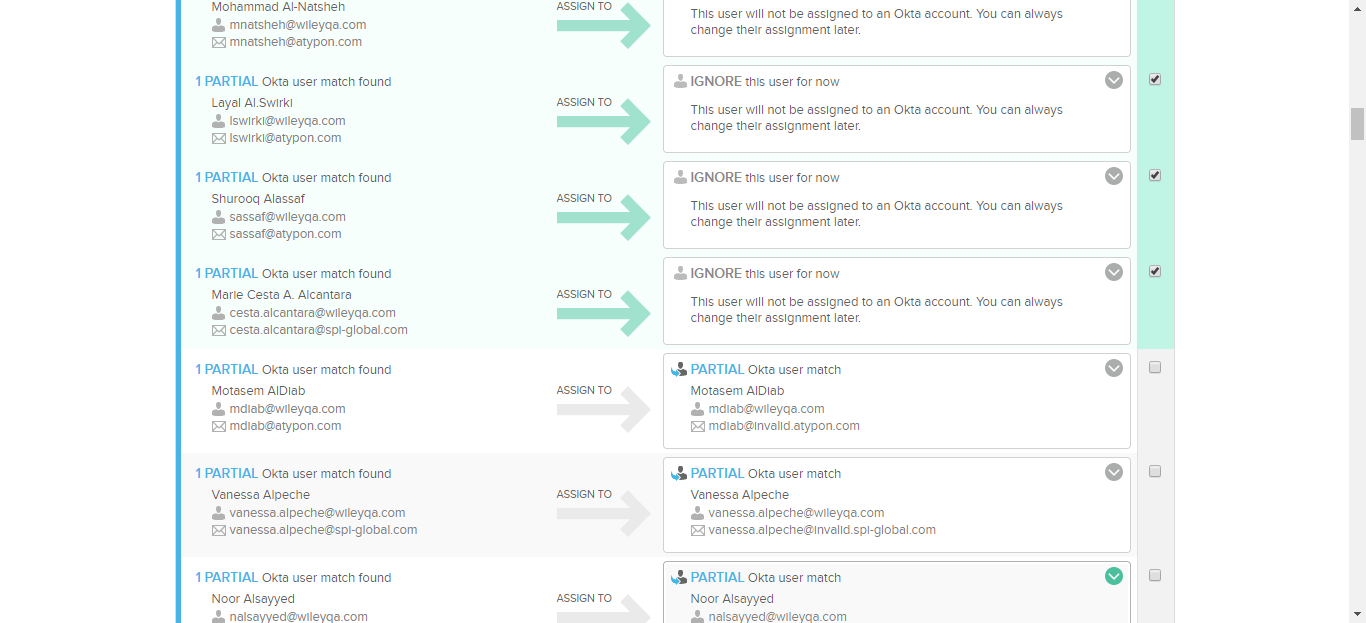 Mohammad Al-Natsheh
mnatsheh@wileyqa.com
mnatsheh@atypon.com
ASSIGN TO
This user will not be assigned to an Okta account. You can always
change their assignment later.
1 PARTIAL Okta user match found
Layal Al.Swirki
lswirki@wileyqa.com
lswirki@atypon.com
ASSIGN TO
IGNORE this user for now
This user will not be assigned to an Okta account. You can always
change their assignment later.
1 PARTIAL Okta user match found
Shurooq Alassaf
sassaf@wileyqa.com
sassaf@atypon.com
ASSIGN TO
IGNORE this user for now
This user will not be assigned to an Okta account. You can always
change their assignment later.
1 PARTIAL Okta user match found
Marie Cesta A. Alcantara
cesta.alcantara@wileyqa.com
cesta.alcantara@spi-global.com
ASSIGN TO
IGNORE this user for now
This user will not be assigned to an Okta account. You can always
change their assignment later.
1 PARTIAL Okta user match found
Motasem AlDiab
mdiab@wileyqa.com
mdiab@atypon.com
ASSIGN TO
PARTIAL Okta user match
Motasem AlDiab
mdiab@wileyqa.com
mdiab@invalid.atypon.com
1 PARTIAL Okta user match found
Vanessa Alpeche
vanessa.alpeche@wileyqa.com
vanessa.alpeche@spi-global.com
ASSIGN TO
PARTIAL Okta user match
Vanessa Alpeche
vanessa.alpeche@wileyqa.com
vanessa.alpeche@invalid.spi-global.com
1 PARTIAL Okta user match found
Noor Alsayyed
nalsayyed@wileyqa.com
ASSIGN TO
PARTIAL Okta user match
Noor Alsayyed
nalsayyed@wileyqa.com